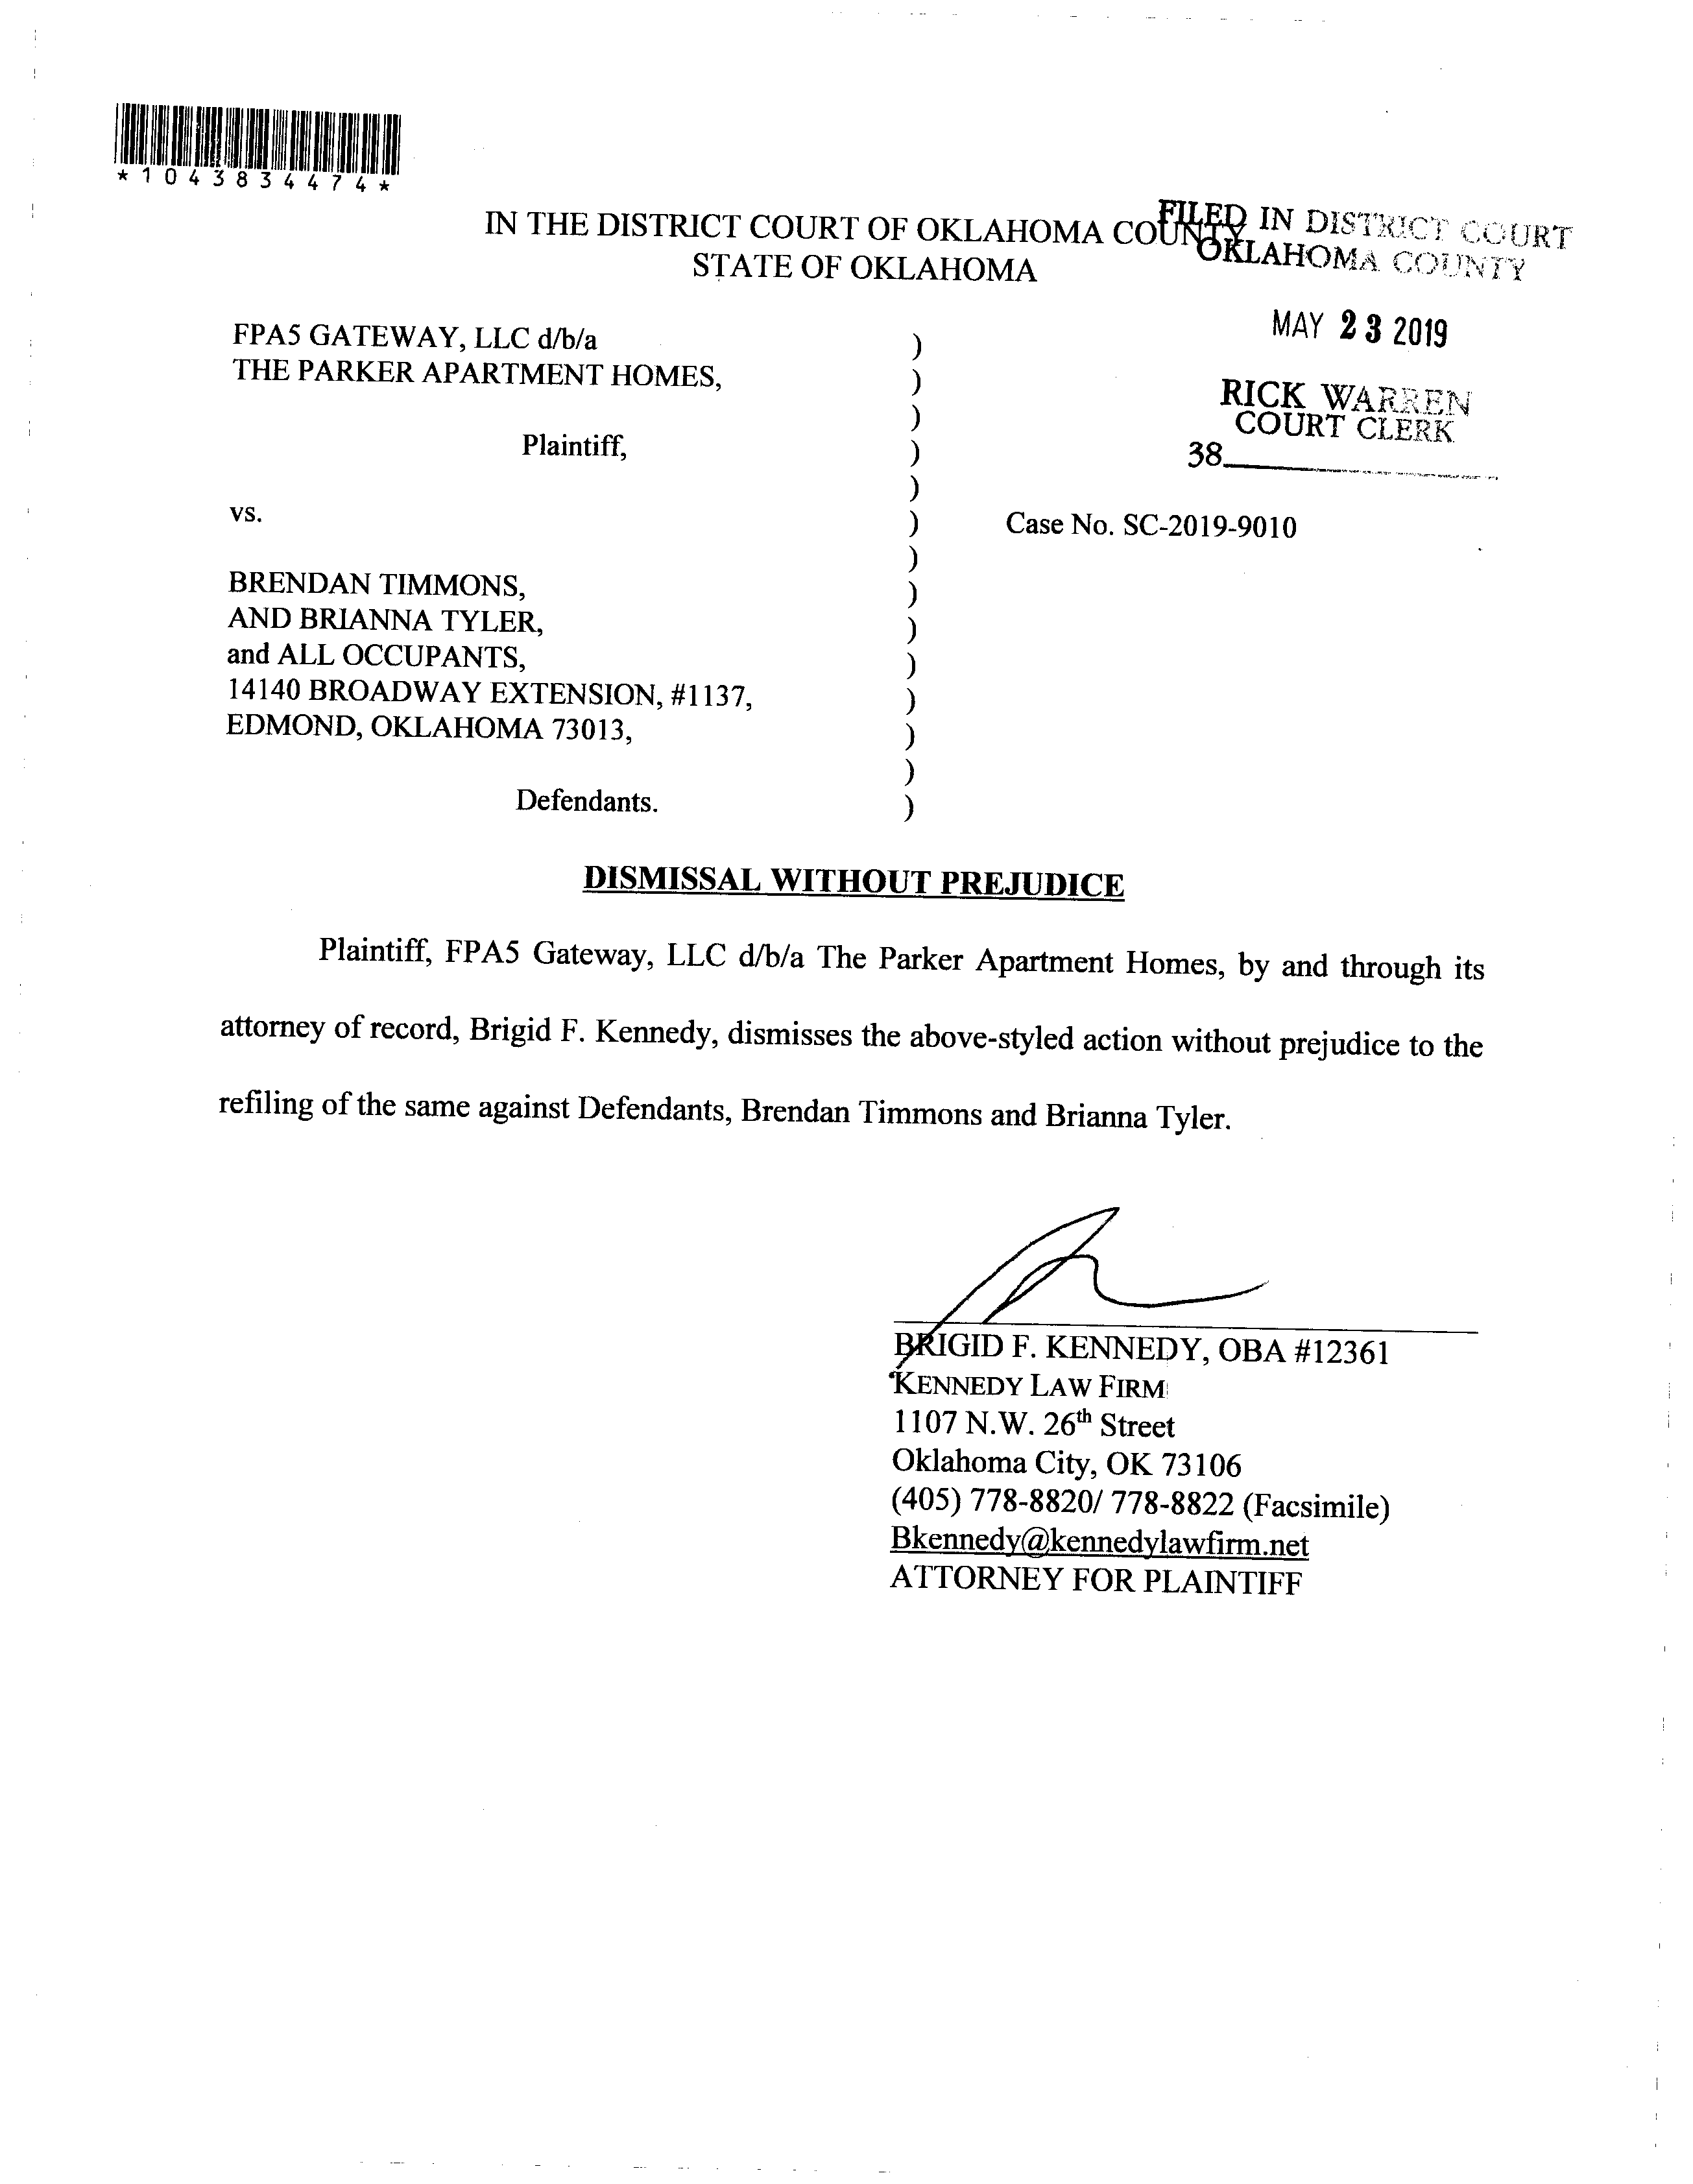 *1043834474*
IN THE DISTRICT COURT OF OKLAHOMA COUNTY
STATE OF OKLAHOMA
FILED IN DISTRICT COURT
OKLAHOMA COUNTY
MAY 23 2019
RICK WARREN
COURT CLERK
38
FPA5 GATEWAY, LLC d/b/a )
THE PARKER APARTMENT HOMES, )
)
Plaintiff, )
)
vs. ) Case No. SC-2019-9010
)
BRENDAN TIMMONS, )
AND BRIANNA TYLER, )
and ALL OCCUPANTS, )
14140 BROADWAY EXTENSION, #1137, )
EDMOND, OKLAHOMA 73013, )
)
Defendants. )
DISMISSAL WITHOUT PREJUDICE
Plaintiff, FPA5 Gateway, LLC d/b/a The Parker Apartment Homes, by and through its
attorney of record, Brigid F. Kennedy, dismisses the above-styled action without prejudice to the
refiling of the same against Defendants, Brendan Timmons and Brianna Tyler.
BRIGID F. KENNEDY, OBA #12361
KENNEDY LAW FIRM
1107 N.W. 26th Street
Oklahoma City, OK 73106
(405) 778-8820/ 778-8822 (Facsimile)
Bkennedy@kennedylawfirm.net
ATTORNEY FOR PLAINTIFF